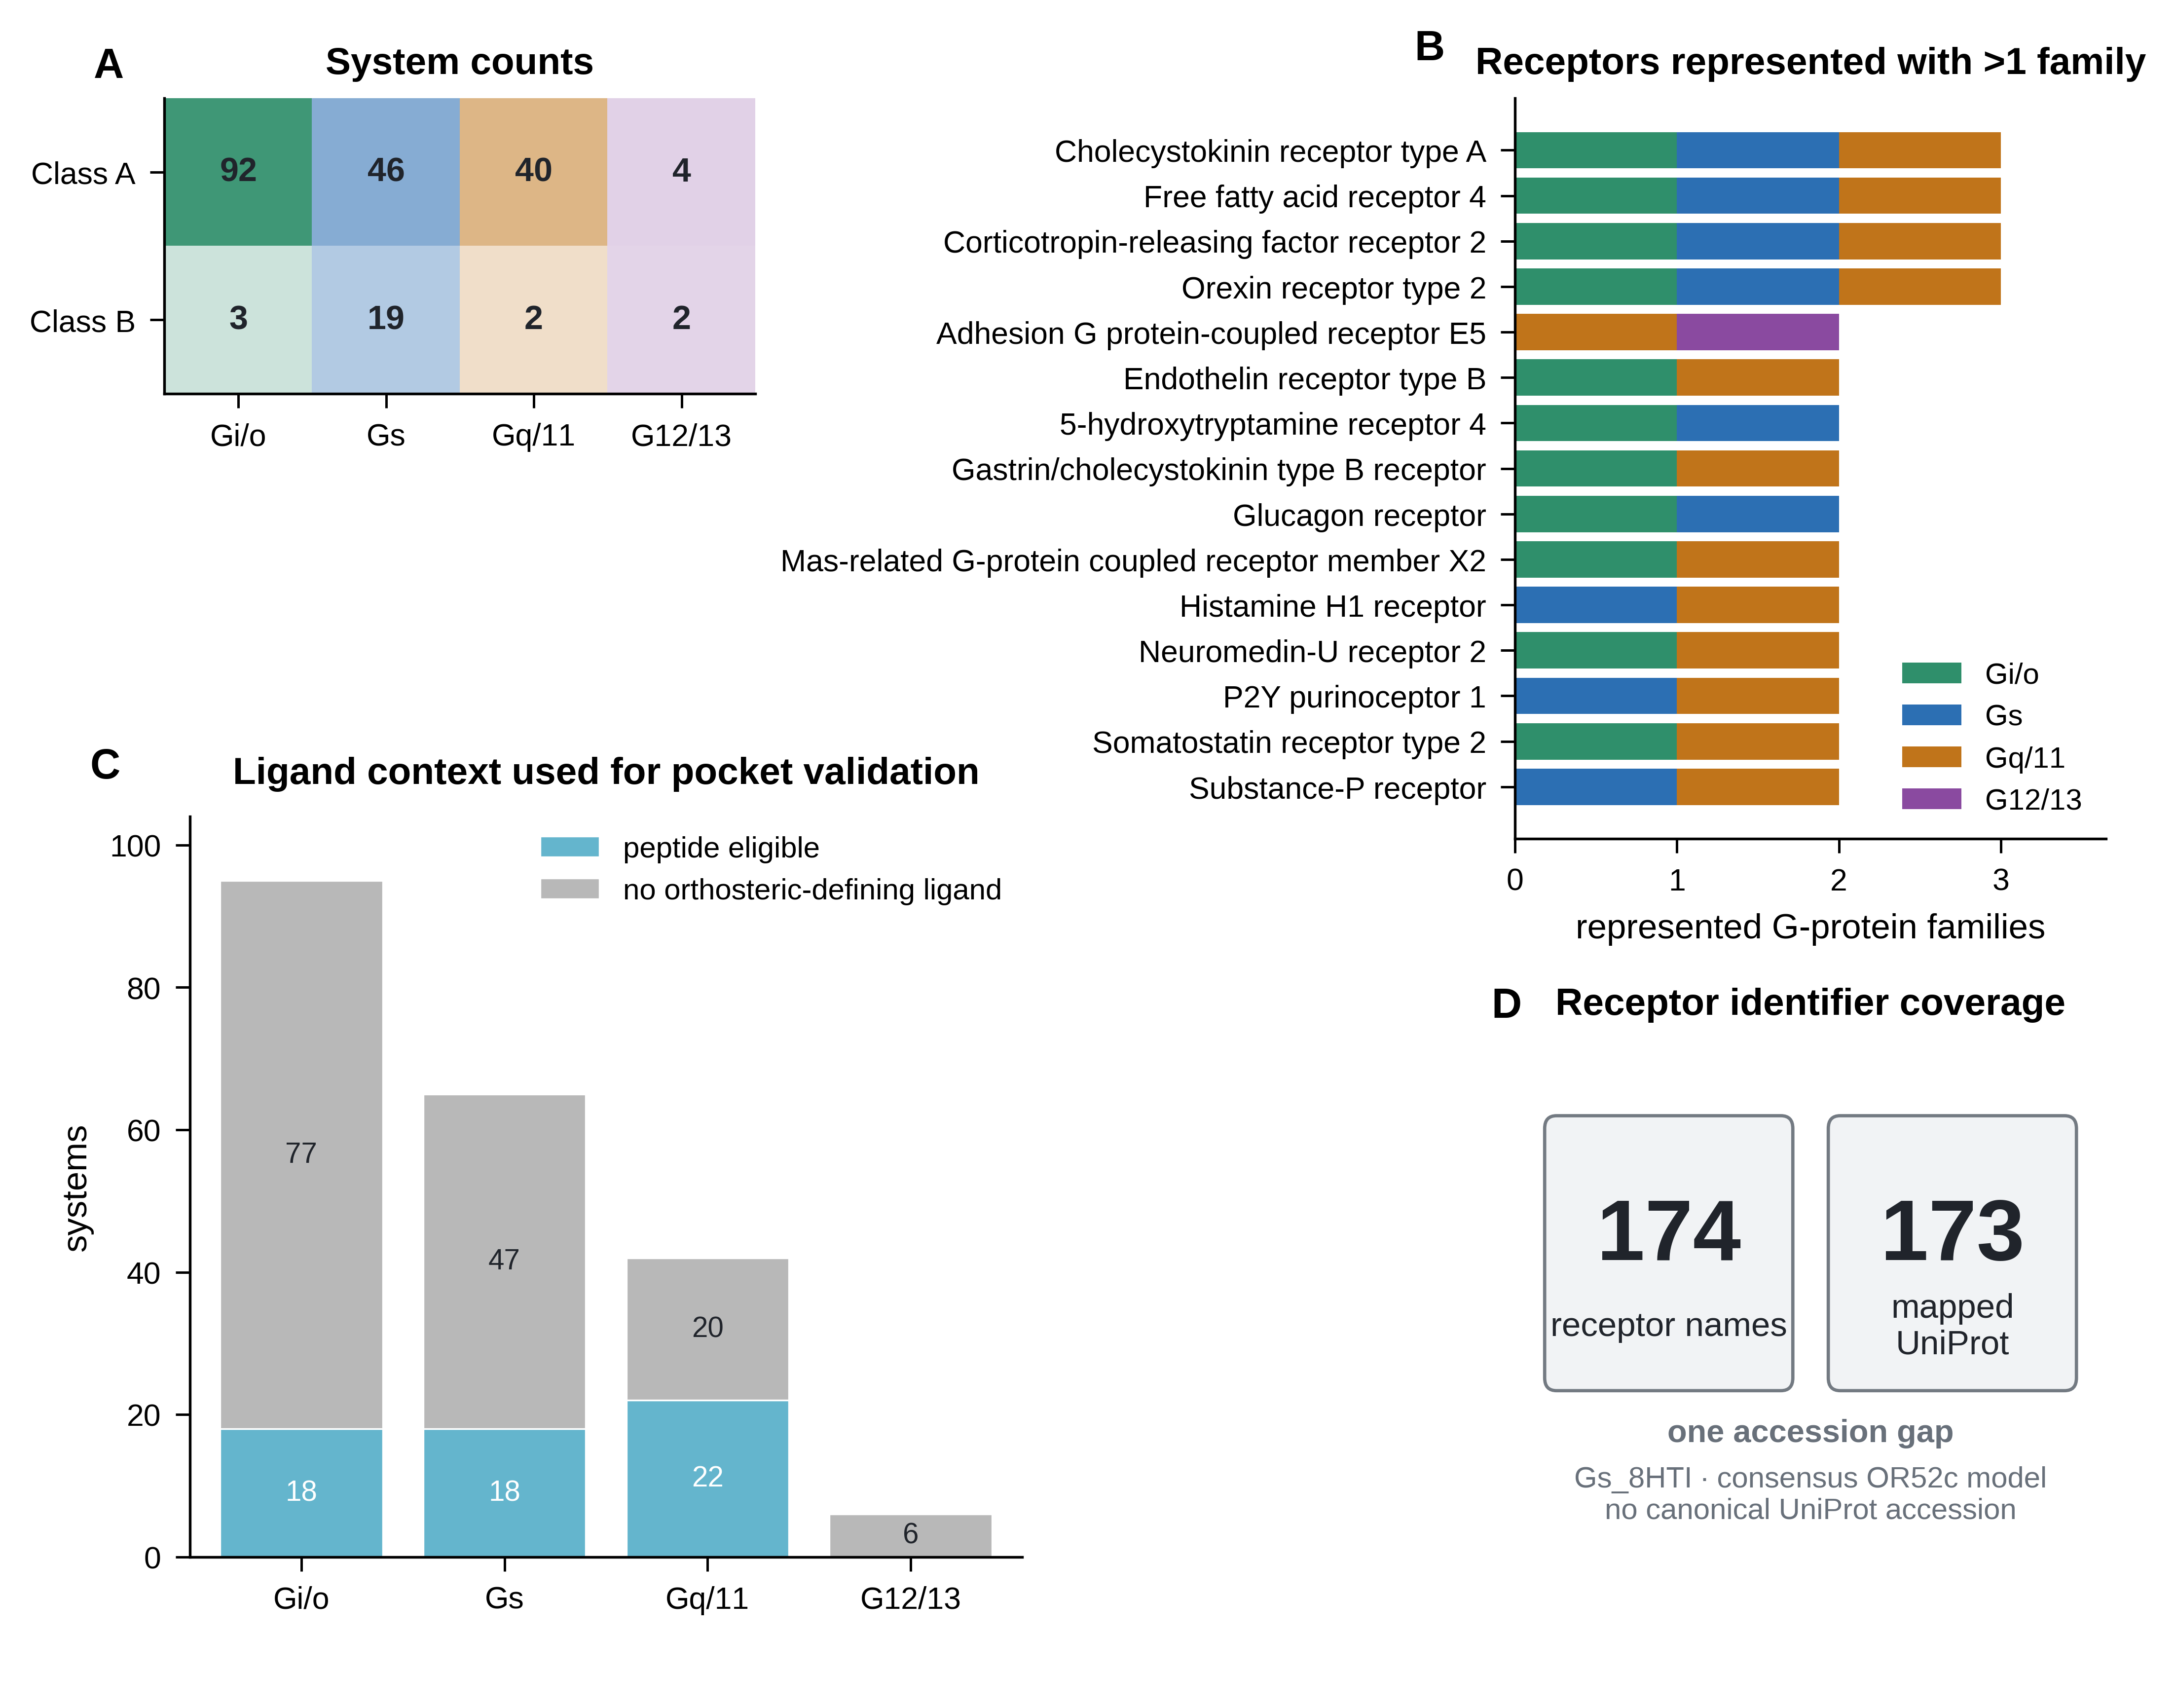 A
System counts
Class A
92
46
40
4
Class B
3
19
2
2
Gi/o
Gs
Gq/11
G12/13
B
Receptors represented with >1 family
Cholecystokinin receptor type A
Free fatty acid receptor 4
Corticotropin-releasing factor receptor 2
Orexin receptor type 2
Adhesion G protein-coupled receptor E5
Endothelin receptor type B
5-hydroxytryptamine receptor 4
Gastrin/cholecystokinin type B receptor
Glucagon receptor
Mas-related G-protein coupled receptor member X2
Histamine H1 receptor
Neuromedin-U receptor 2
P2Y purinoceptor 1
Somatostatin receptor type 2
Substance-P receptor
Gi/o
Gs
Gq/11
G12/13
0
1
2
3
represented G-protein families
C
Ligand context used for pocket validation
peptide eligible
no orthosteric-defining ligand
systems
100
80
60
40
20
0
77
18
47
18
20
22
6
Gi/o
Gs
Gq/11
G12/13
D
Receptor identifier coverage
174
receptor names
173
mapped
UniProt
one accession gap
Gs_8HTI · consensus OR52c model
no canonical UniProt accession